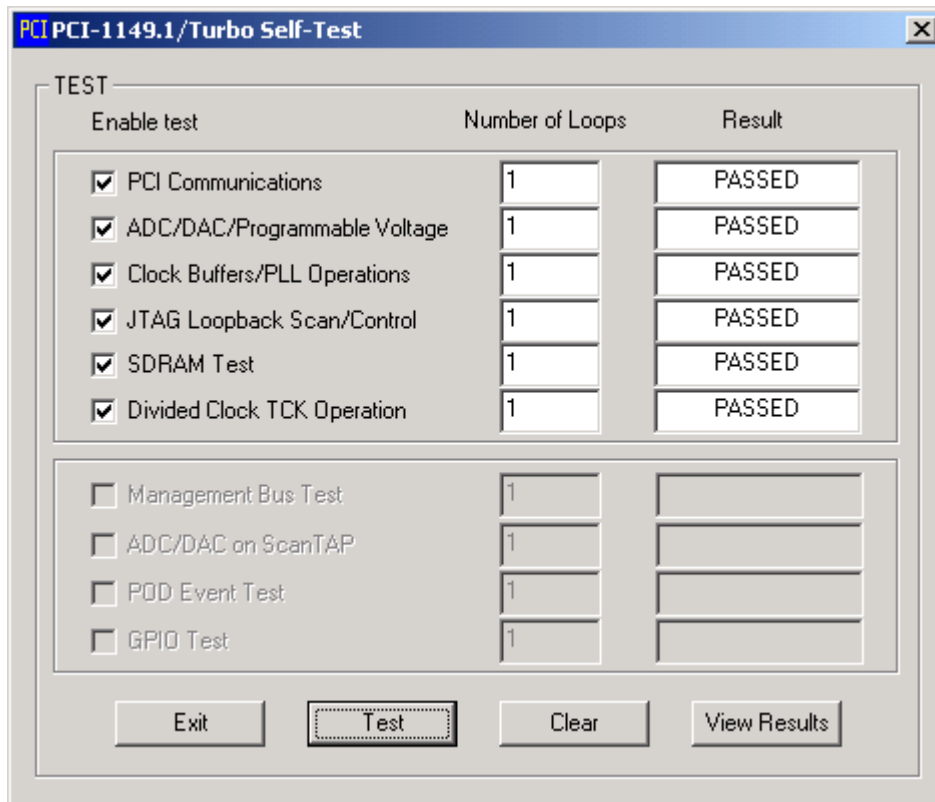 PCI PCI-1149.1/Turbo Self-Test
TEST
Enable test Number of Loops Result
PCI Communications 1 PASSED
ADC/DAC/Programmable Voltage 1 PASSED
Clock Buffers/PLL Operations 1 PASSED
JTAG Loopback Scan/Control 1 PASSED
SDRAM Test 1 PASSED
Divided Clock TCK Operation 1 PASSED
Management Bus Test 1
ADC/DAC on ScanTAP 1
POD Event Test 1
GPIO Test 1
Exit Test Clear View Results